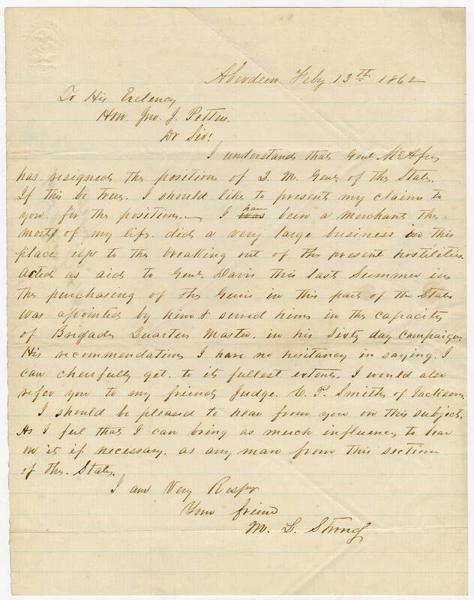 Aberdeen Feby 13th 1862
To His Exclency
Hon. Jno. J. Pettus
Dr Sir!
I understand that Genl McAfee
has resigned the position of Q. M. Genl of the State.
If this be true. I should like to present my claims to
you for the position. I have been a Merchant the
most of my life. did a very large business in this
place up to the breaking out of the present hostilities
Acted as aid to Genl Davis this last Summer in
the purchasing of the Guns in this part of the State
was appointed by him & served him in the capacity
of Brigade Quarter Master in his Sixty day Campaign
His recommendation I have no hesitancy in saying. I
can cheerfully get. to its fullest extent. I would also
refer you to my friend Judge C. P. Smith of Jackson
I should be pleased to hear from you on this subject.
As I feel that I can bring as much influence to bear
on it if necessary. as any man from this section
of the State.
I am Very Respt
Your friend
M. L. Strong